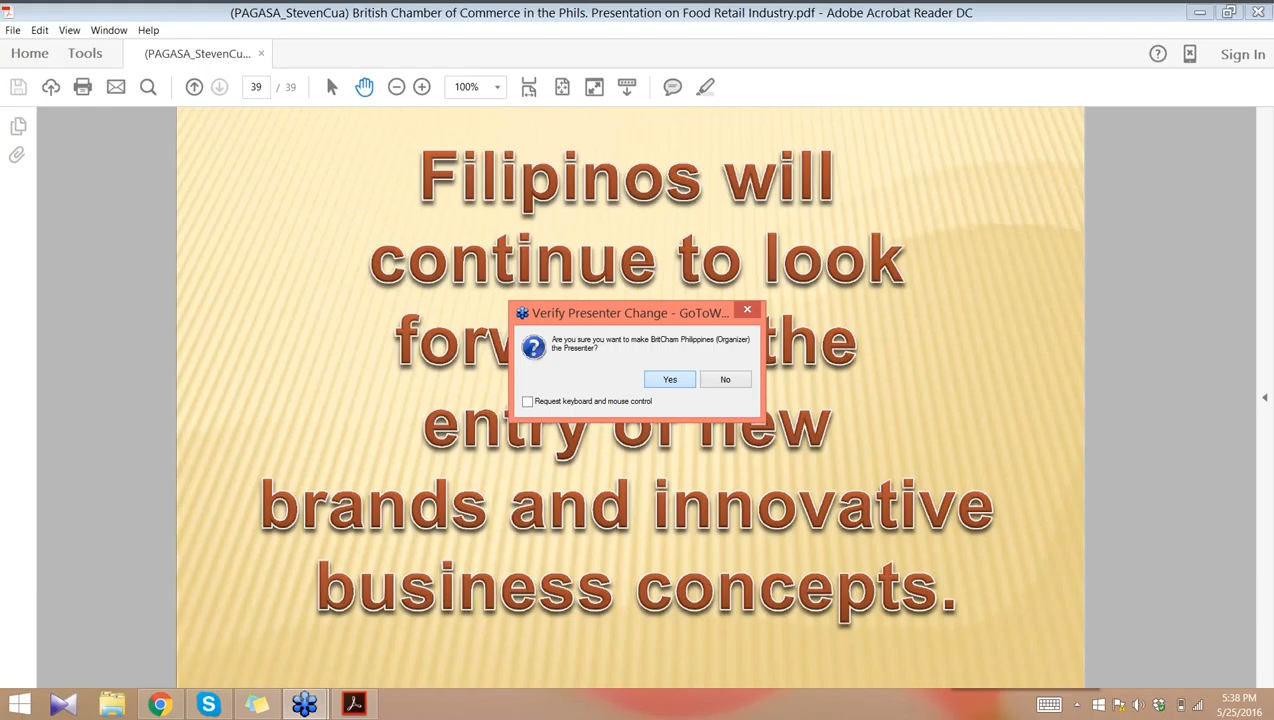 (PAGASA_StevenCua) British Chamber of Commerce in the Phils. Presentation on Food Retail Industry.pdf - Adobe Acrobat Reader DC
File Edit View Window Help
Home Tools (PAGASA_StevenCu... × Sign In
39 / 39 100%
Filipinos will
continue to look
the
entry of new
brands and innovative
business concepts.
Verify Presenter Change - GoToW...
Are you sure you want to make BritCham Philippines (Organizer)
the Presenter?
Yes No
Request keyboard and mouse control
5:38 PM
5/25/2016